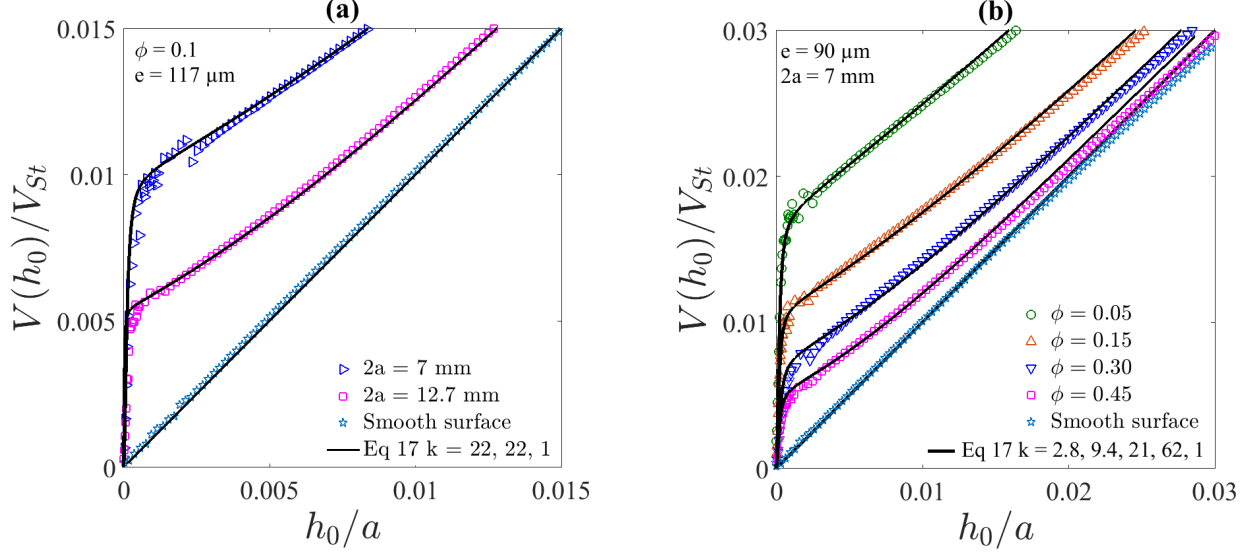 (a)
V(h₀)/V_St
0.015
0.01
0.005
0
ϕ = 0.1
e = 117 μm
2a = 7 mm
2a = 12.7 mm
Smooth surface
Eq 17 k = 22, 22, 1
0 0.005 0.01 0.015
h₀/a
(b)
V(h₀)/V_St
0.03
0.02
0.01
0
e = 90 μm
2a = 7 mm
ϕ = 0.05
ϕ = 0.15
ϕ = 0.30
ϕ = 0.45
Smooth surface
Eq 17 k = 2.8, 9.4, 21, 62, 1
0 0.01 0.02 0.03
h₀/a